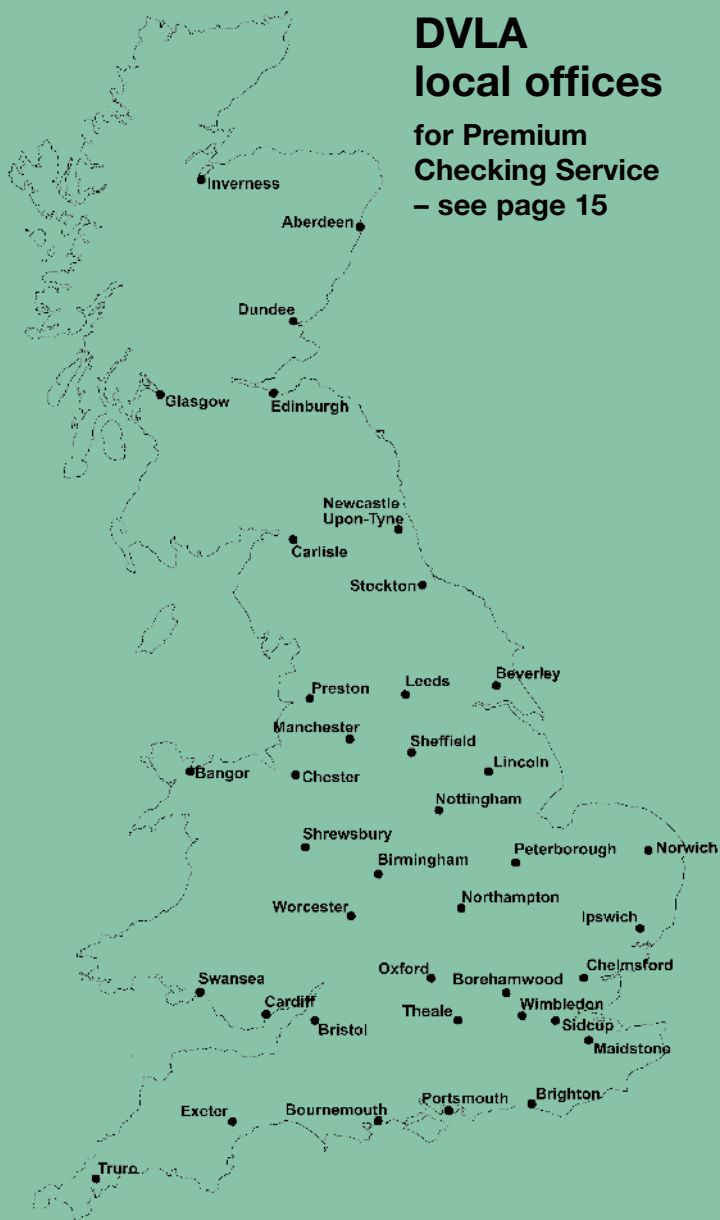 DVLA
local offices
for Premium
Checking Service
– see page 15
Inverness
Aberdeen
Dundee
Glasgow
Edinburgh
Newcastle
Upon-Tyne
Carlisle
Stockton
Beverley
Leeds
Preston
Manchester
Sheffield
Lincoln
Bangor
Chester
Nottingham
Shrewsbury
Birmingham
Peterborough
Norwich
Worcester
Northampton
Ipswich
Oxford
Chelmsford
Swansea
Borehamwood
Cardiff
Theale
Wimbledon
Bristol
Sidcup
Maidstone
Exeter
Bournemouth
Portsmouth
Brighton
Truro